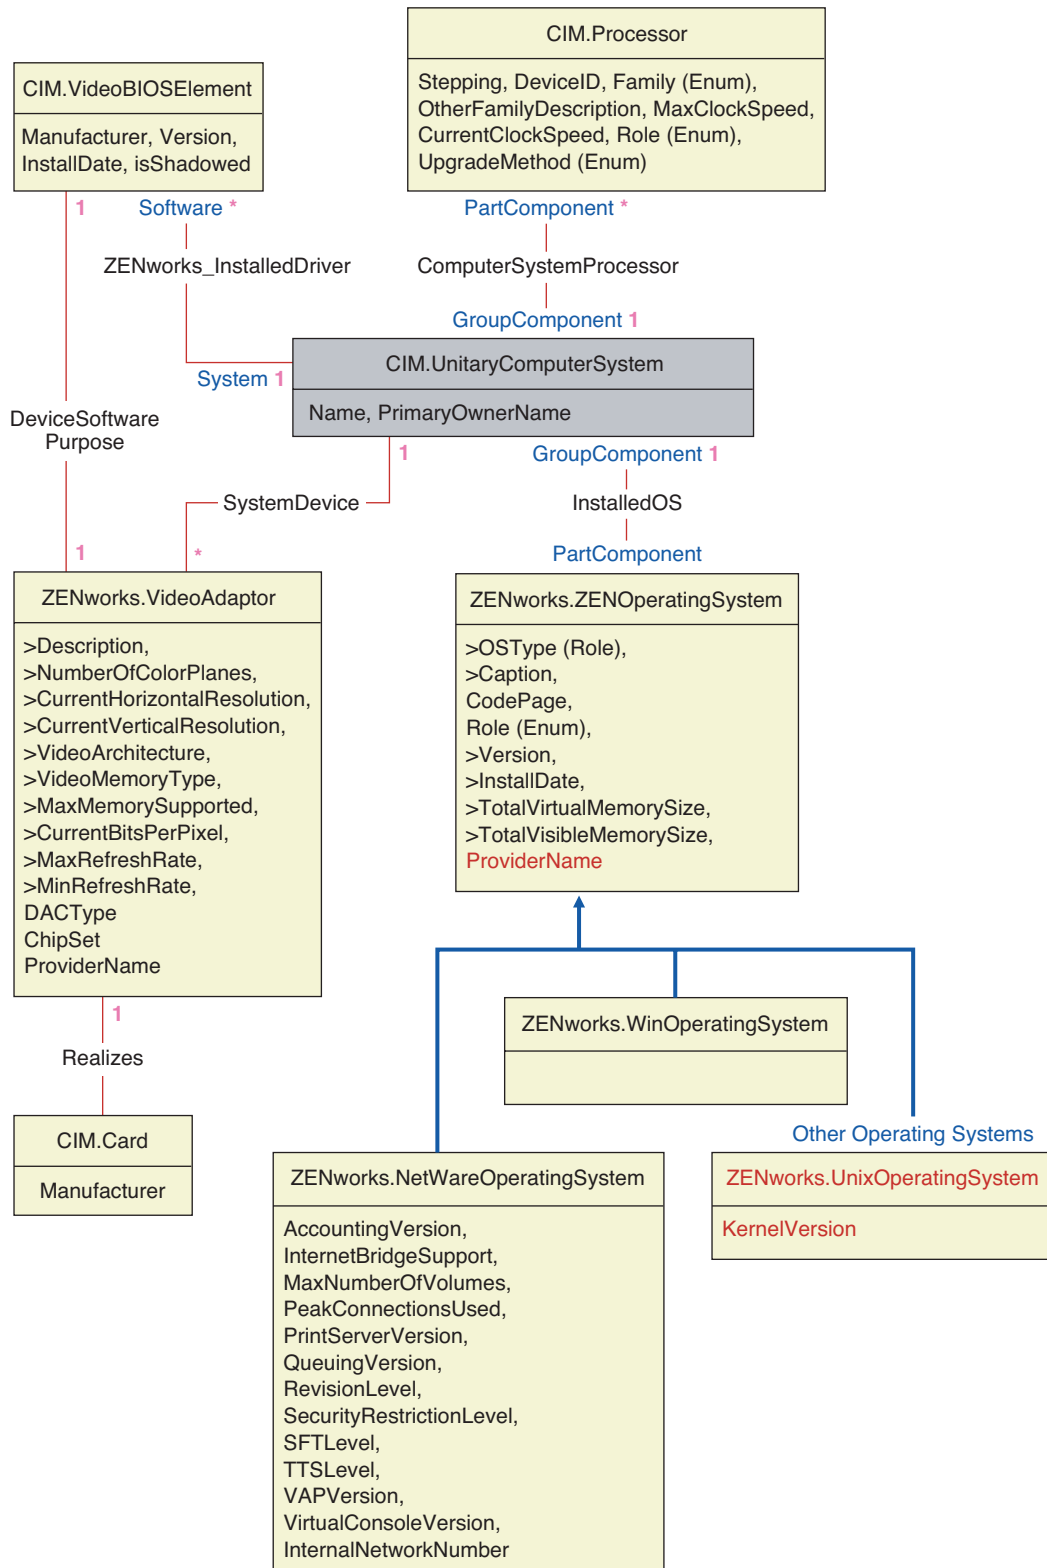 CIM.Processor
Stepping, DeviceID, Family (Enum),
OtherFamilyDescription, MaxClockSpeed,
CurrentClockSpeed, Role (Enum),
UpgradeMethod (Enum)
CIM.VideoBIOSElement
Manufacturer, Version,
InstallDate, isShadowed
1
Software *
PartComponent *
ZENworks_InstalledDriver
ComputerSystemProcessor
GroupComponent 1
System 1
CIM.UnitaryComputerSystem
Name, PrimaryOwnerName
DeviceSoftware
Purpose
1
GroupComponent 1
SystemDevice
InstalledOS
1
*
PartComponent
ZENworks.VideoAdaptor
>Description,
>NumberOfColorPlanes,
>CurrentHorizontalResolution,
>CurrentVerticalResolution,
>VideoArchitecture,
>VideoMemoryType,
>MaxMemorySupported,
>CurrentBitsPerPixel,
>MaxRefreshRate,
>MinRefreshRate,
DACType
ChipSet
ProviderName
ZENworks.ZENOperatingSystem
>OSType (Role),
>Caption,
CodePage,
Role (Enum),
>Version,
>InstallDate,
>TotalVirtualMemorySize,
>TotalVisibleMemorySize,
ProviderName
1
Realizes
CIM.Card
Manufacturer
ZENworks.WinOperatingSystem
Other Operating Systems
ZENworks.NetWareOperatingSystem
AccountingVersion,
InternetBridgeSupport,
MaxNumberOfVolumes,
PeakConnectionsUsed,
PrintServerVersion,
QueuingVersion,
RevisionLevel,
SecurityRestrictionLevel,
SFTLevel,
TTSLevel,
VAPVersion,
VirtualConsoleVersion,
InternalNetworkNumber
ZENworks.UnixOperatingSystem
KernelVersion